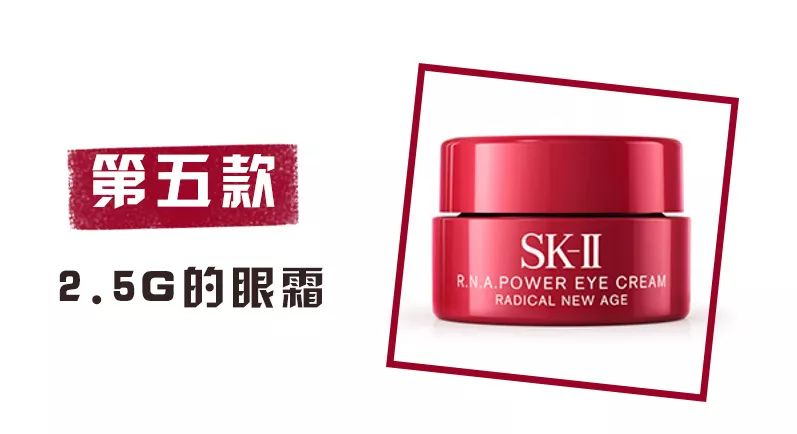 第五款
2.5G的眼霜
SK-II
R.N.A.POWER EYE CREAM
RADICAL NEW AGE